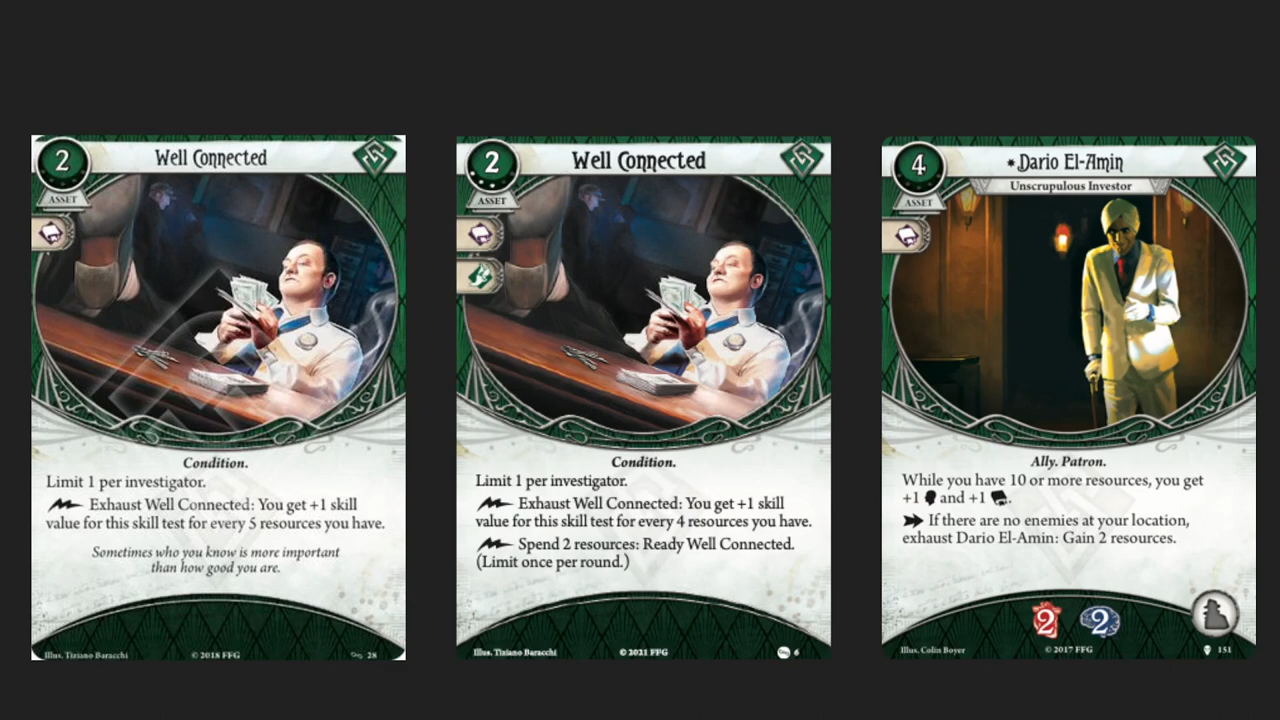 2
Well Connected
ASSET
Condition.
Limit 1 per investigator.
Exhaust Well Connected: You get +1 skill
value for this skill test for every 5 resources you have.
Sometimes who you know is more important
than how good you are.
Illus. Tiziano Baracchi
© 2018 FFG
28
2
Well Connected
ASSET
Condition.
Limit 1 per investigator.
Exhaust Well Connected: You get +1 skill
value for this skill test for every 4 resources you have.
Spend 2 resources: Ready Well Connected.
(Limit once per round.)
Illus. Tiziano Baracchi
© 2021 FFG
6
4
Dario El-Amin
Unscrupulous Investor
ASSET
Ally. Patron.
While you have 10 or more resources, you get
+1 and +1 .
If there are no enemies at your location,
exhaust Dario El-Amin: Gain 2 resources.
2 2
Illus. Colin Boyer
© 2017 FFG
151